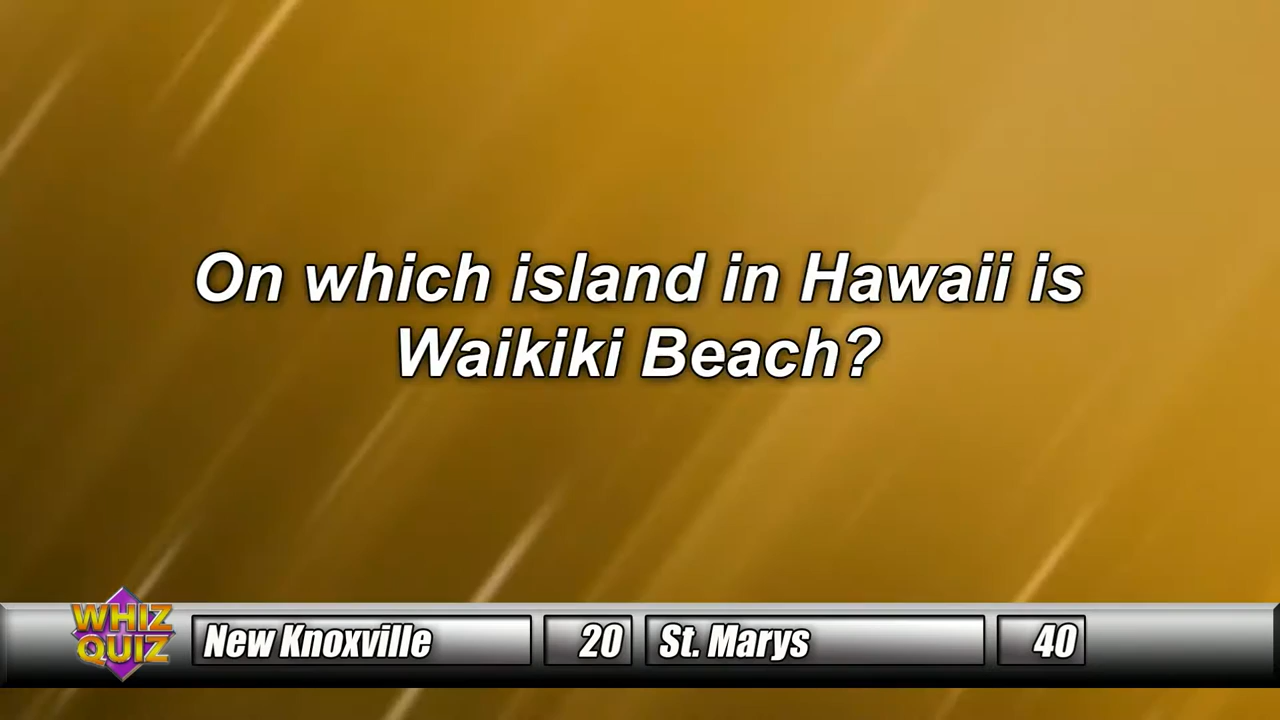 On which island in Hawaii is
Waikiki Beach?
WHIZ
QUIZ
New Knoxville 20 St. Marys 40